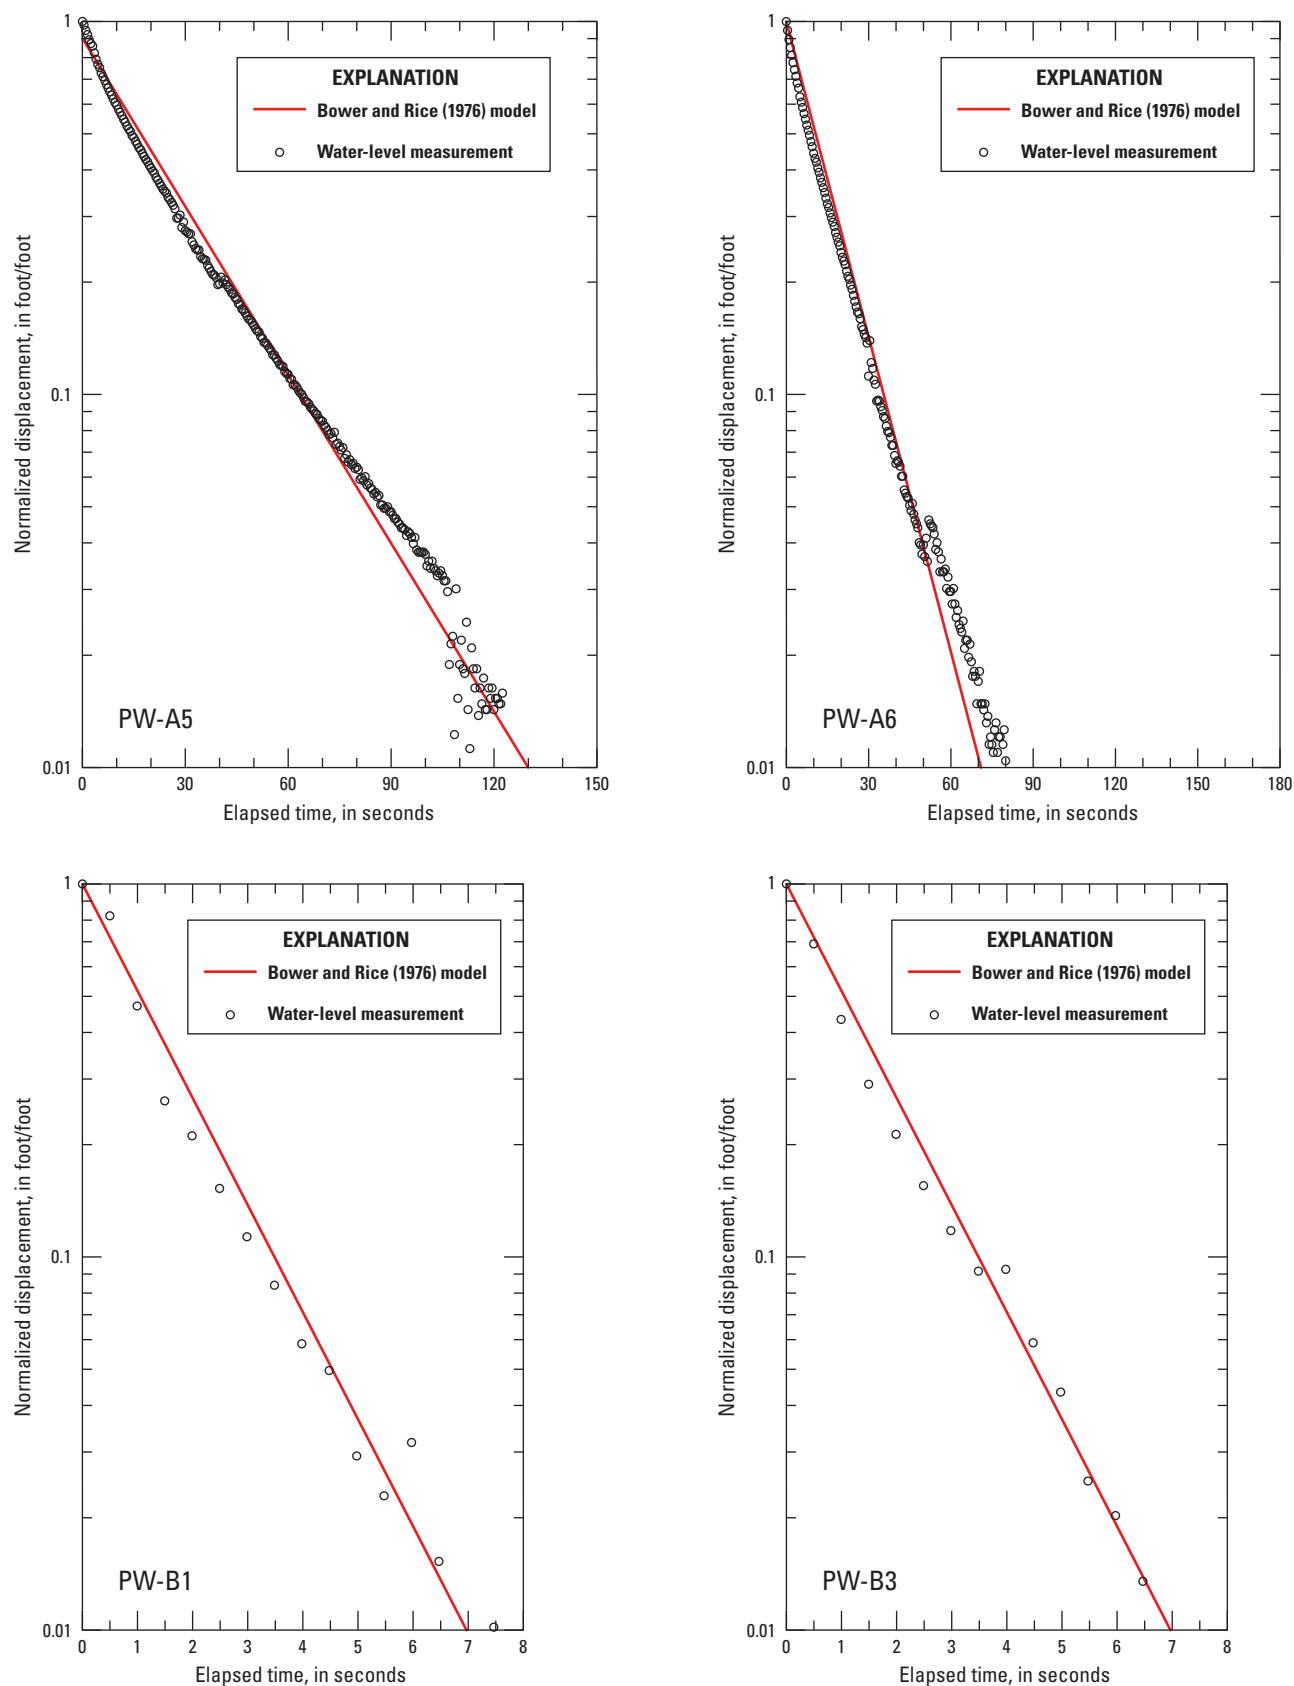 1
EXPLANATION
Bower and Rice (1976) model
Water-level measurement
Normalized displacement, in foot/foot
0.1
PW-A5
0.01
0 30 60 90 120 150
Elapsed time, in seconds
1
EXPLANATION
Bower and Rice (1976) model
Water-level measurement
Normalized displacement, in foot/foot
0.1
PW-A6
0.01
0 30 60 90 120 150 180
Elapsed time, in seconds
1
EXPLANATION
Bower and Rice (1976) model
Water-level measurement
Normalized displacement, in foot/foot
0.1
PW-B1
0.01
0 1 2 3 4 5 6 7 8
Elapsed time, in seconds
1
EXPLANATION
Bower and Rice (1976) model
Water-level measurement
Normalized displacement, in foot/foot
0.1
PW-B3
0.01
0 1 2 3 4 5 6 7 8
Elapsed time, in seconds